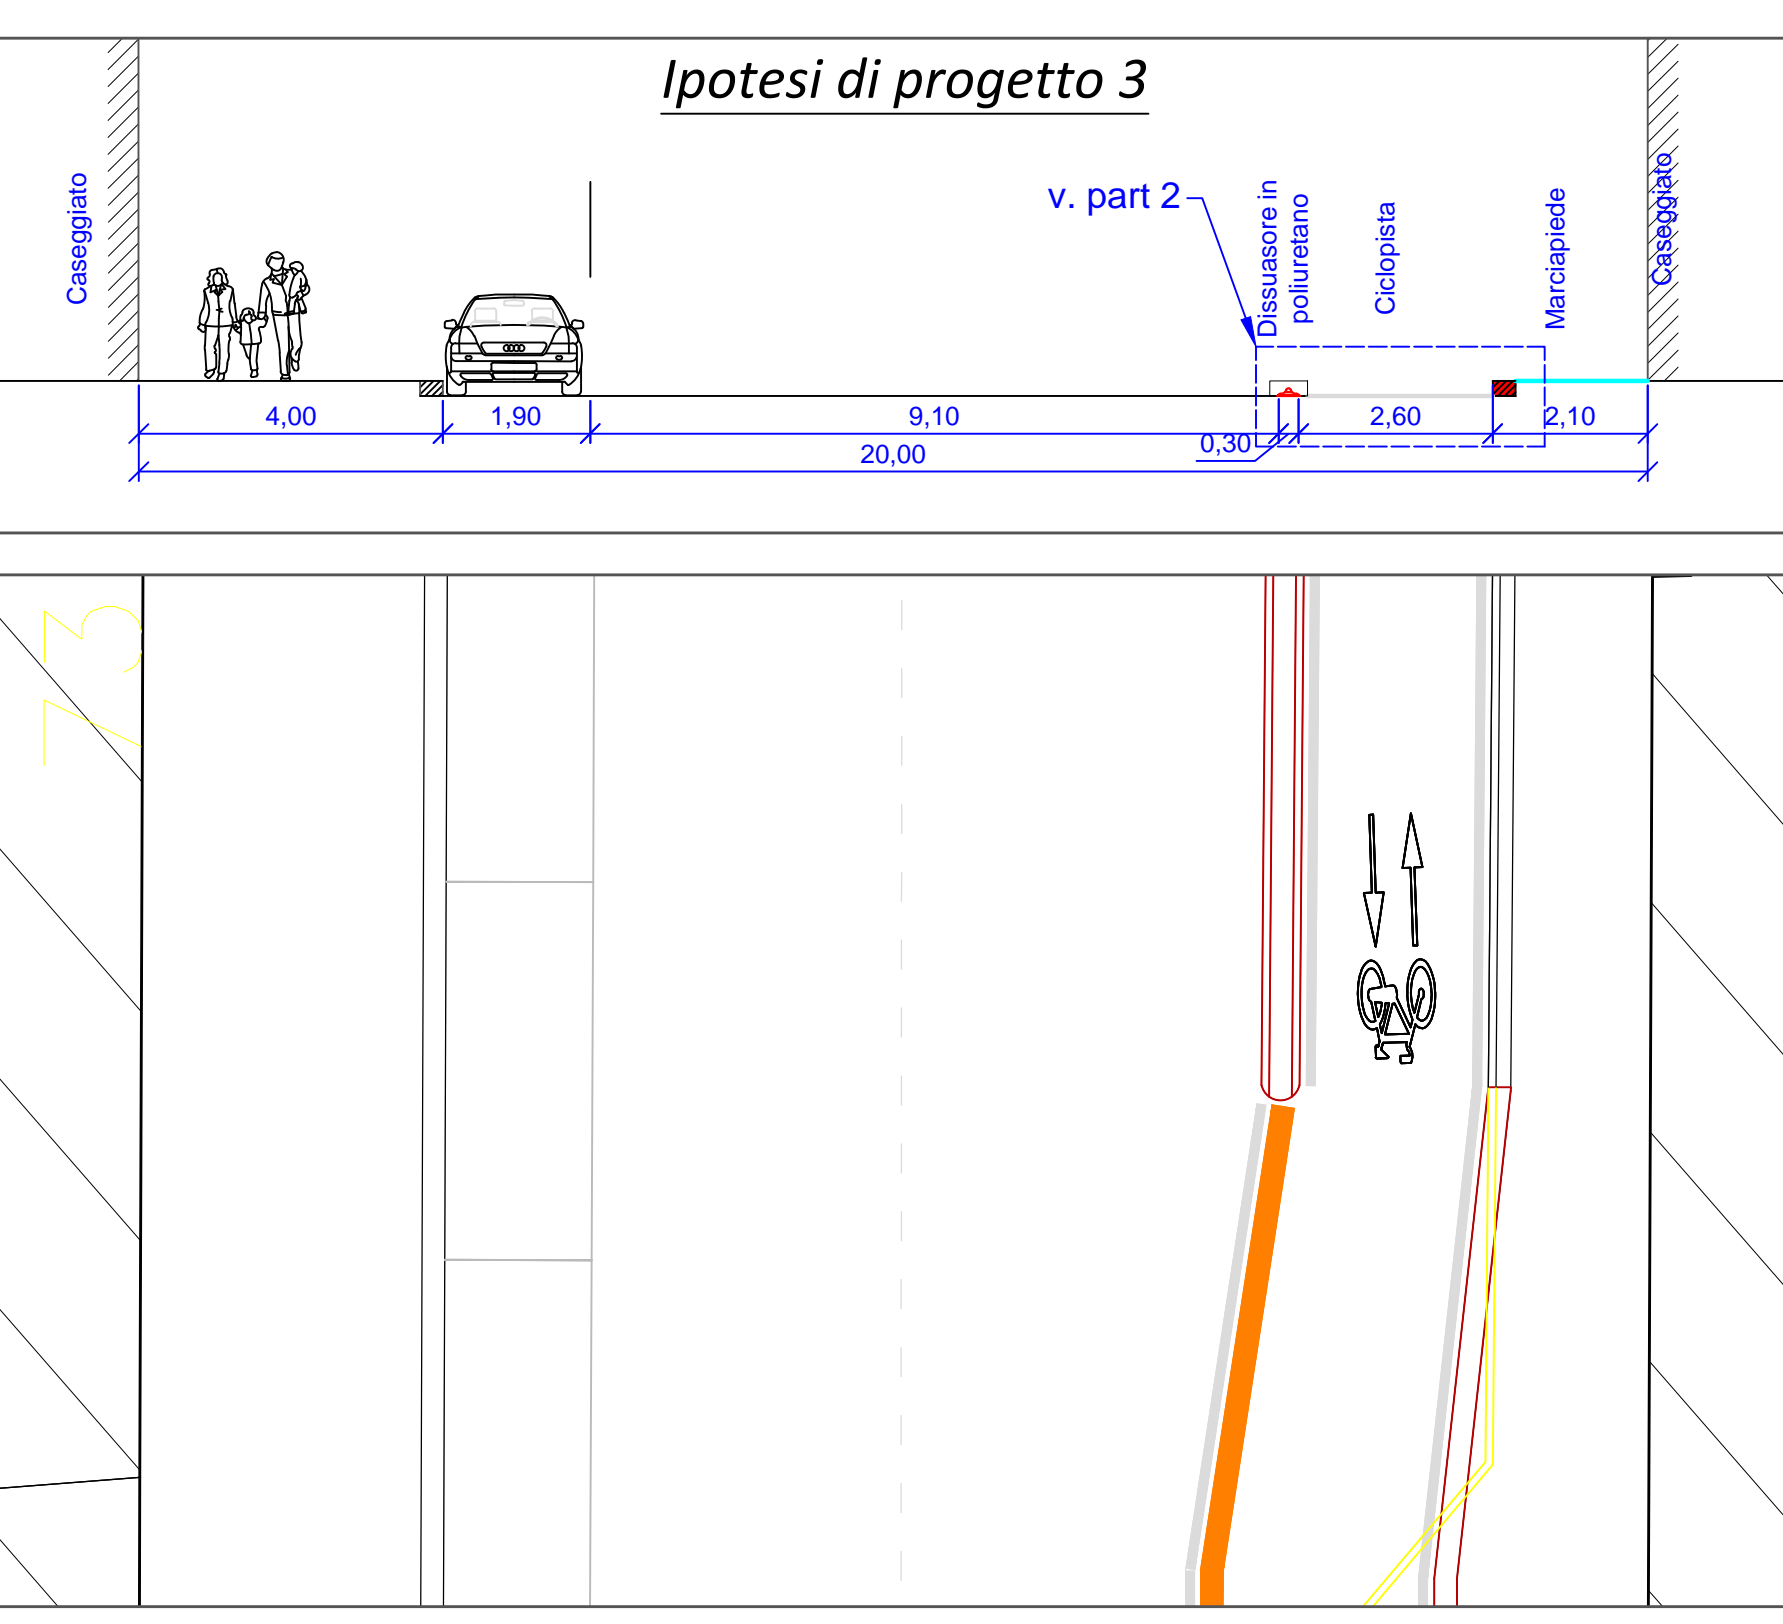 Ipotesi di progetto 3
Caseggiato
v. part 2
Dissuasore in
poliuretano
Ciclopista
Marciapiede
Caseggiato
4,00
1,90
9,10
0,30
2,60
2,10
20,00
73